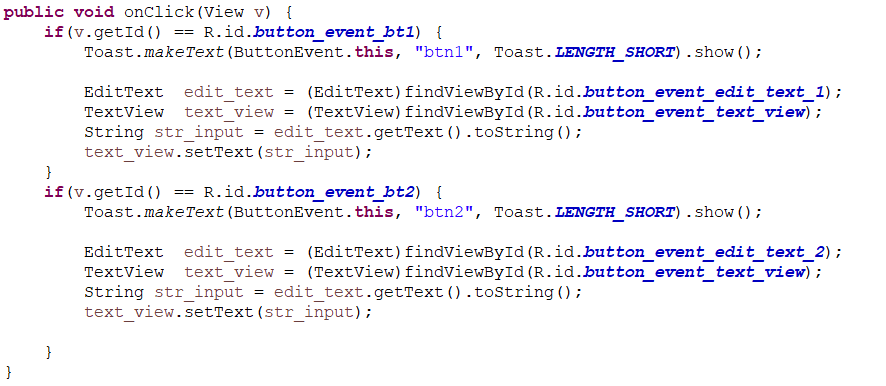 public void onClick(View v) {
    if(v.getId() == R.id.button_event_bt1) {
        Toast.makeText(ButtonEvent.this, "btn1", Toast.LENGTH_SHORT).show();

        EditText  edit_text = (EditText)findViewById(R.id.button_event_edit_text_1);
        TextView  text_view = (TextView)findViewById(R.id.button_event_text_view);
        String str_input = edit_text.getText().toString();
        text_view.setText(str_input);
    }
    if(v.getId() == R.id.button_event_bt2) {
        Toast.makeText(ButtonEvent.this, "btn2", Toast.LENGTH_SHORT).show();

        EditText  edit_text = (EditText)findViewById(R.id.button_event_edit_text_2);
        TextView  text_view = (TextView)findViewById(R.id.button_event_text_view);
        String str_input = edit_text.getText().toString();
        text_view.setText(str_input);

    }
}